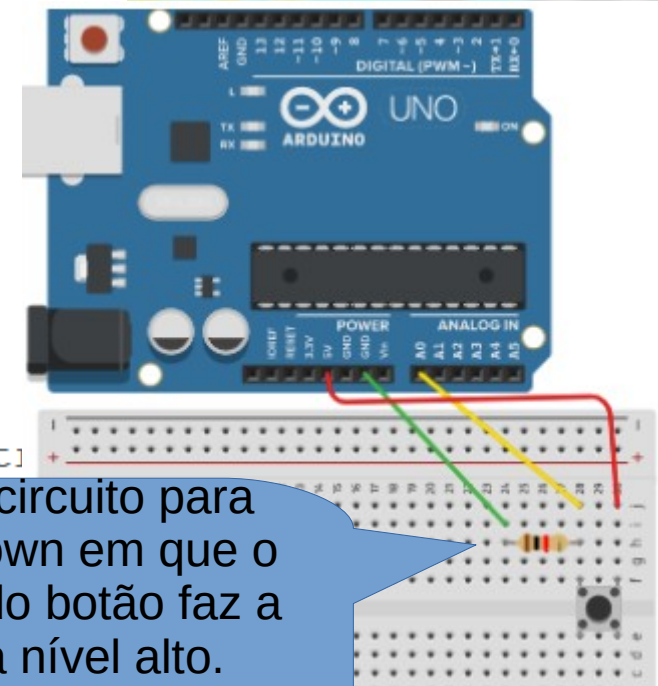 AREF
GND
13
12
~11
~10
~9
8
7
~6
~5
4
~3
2
TX→1
RX←0
DIGITAL (PWM ~)
L
TX
RX
UNO
ARDUINO
ON
POWER
ANALOG IN
IOREF
RESET
3.3V
5V
GND
GND
Vin
A0
A1
A2
A3
A4
A5
circuito para
own em que o
do botão faz a
a nível alto.